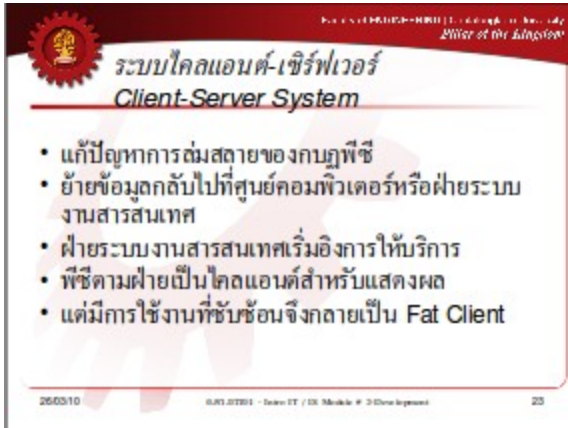 Pillar of the Kingdom
ระบบไคลแอนต์-เซิร์ฟเวอร์
Client-Server System
• แก้ปัญหาการล่มสลายของกบฏพีซี
• ย้ายข้อมูลกลับไปที่ศูนย์คอมพิวเตอร์หรือฝ่ายระบบ
งานสารสนเทศ
• ฝ่ายระบบงานสารสนเทศเริ่มอิงการให้บริการ
• พีซีตามฝ่ายเป็นไคลแอนต์สำหรับแสดงผล
• แต่มีการใช้งานที่ซับซ้อนจึงกลายเป็น Fat Client
26/03/10
Intro IT / IS Module # 2-Development
23